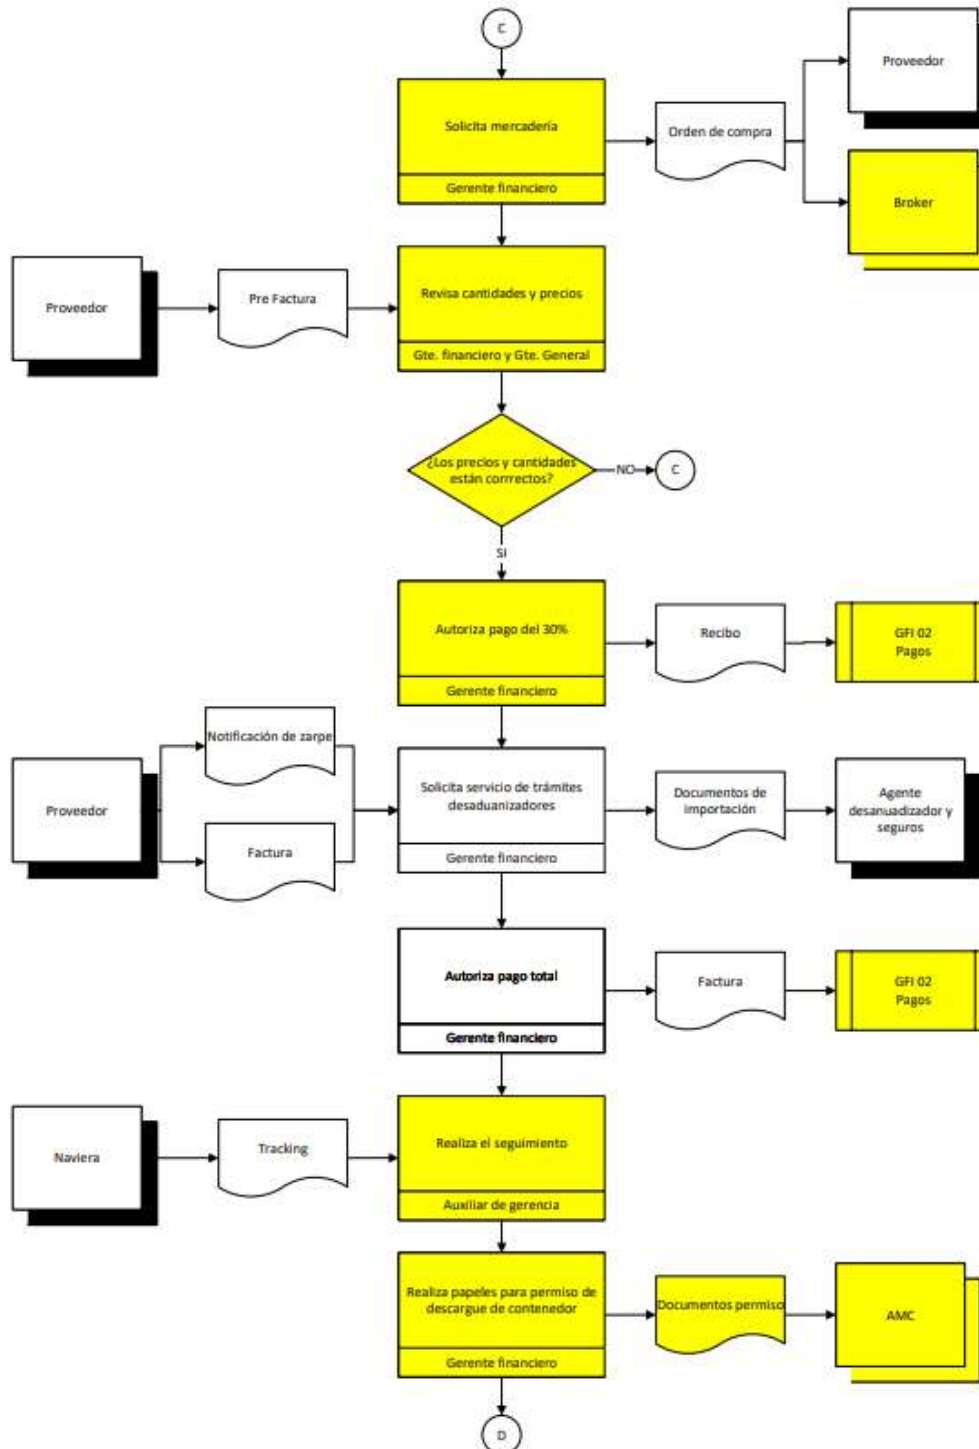 C
Solicita mercadería
Gerente financiero
Orden de compra
Proveedor
Broker
Proveedor
Pre Factura
Revisa cantidades y precios
Gte. financiero y Gte. General
¿Los precios y cantidades
están corrrectos?
NO
C
SI
Autoriza pago del 30%
Gerente financiero
Recibo
GFI 02
Pagos
Proveedor
Notificación de zarpe
Factura
Solicita servicio de trámites
desaduanizadores
Gerente financiero
Documentos de
importación
Agente
desanuadizador y
seguros
Autoriza pago total
Gerente financiero
Factura
GFI 02
Pagos
Naviera
Tracking
Realiza el seguimiento
Auxiliar de gerencia
Realiza papeles para permiso de
descargue de contenedor
Gerente financiero
Documentos permiso
AMC
D